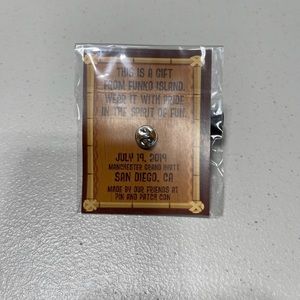 THIS IS A GIFT
FROM FUNKO ISLAND.
WEAR IT WITH PRIDE
IN THE SPIRIT OF FUN.
JULY 19, 2019
MANCHESTER GRAND HYATT
SAN DIEGO, CA
MADE BY OUR FRIENDS AT
PIN AND PATCH CON